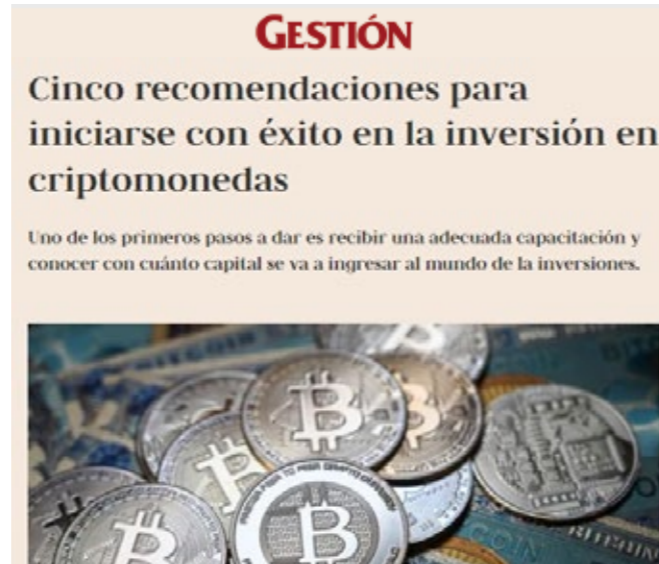 GESTIÓN
Cinco recomendaciones para
iniciarse con éxito en la inversión en
criptomonedas
Uno de los primeros pasos a dar es recibir una adecuada capacitación y
conocer con cuánto capital se va a ingresar al mundo de la inversiones.
BITCOIN